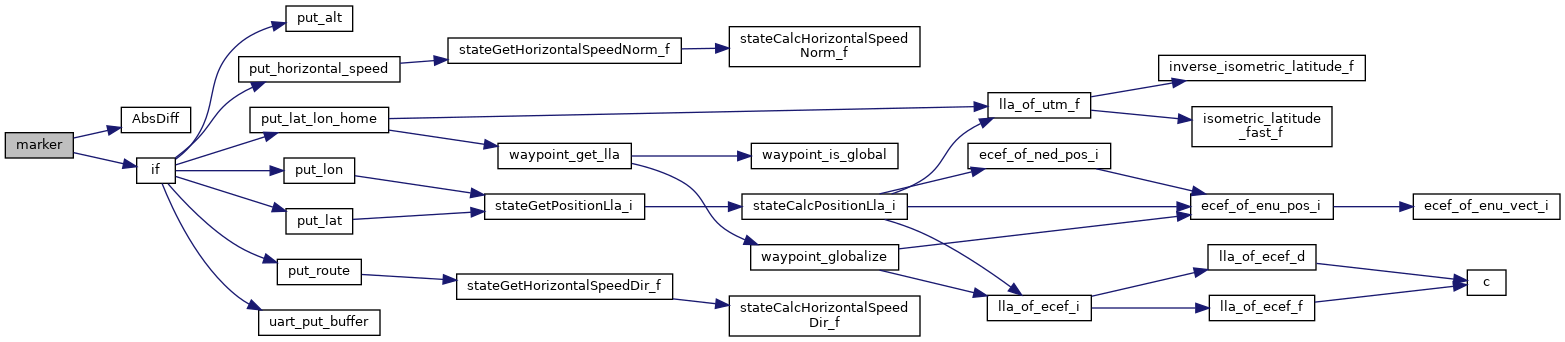 marker
AbsDiff
if
put_alt
put_horizontal_speed
put_lat_lon_home
put_lon
put_lat
put_route
uart_put_buffer
stateGetHorizontalSpeedNorm_f
stateCalcHorizontalSpeed
Norm_f
waypoint_get_lla
waypoint_is_global
stateGetPositionLla_i
stateCalcPositionLla_i
waypoint_globalize
stateGetHorizontalSpeedDir_f
stateCalcHorizontalSpeed
Dir_f
lla_of_utm_f
inverse_isometric_latitude_f
isometric_latitude
_fast_f
ecef_of_ned_pos_i
ecef_of_enu_pos_i
ecef_of_enu_vect_i
lla_of_ecef_i
lla_of_ecef_d
lla_of_ecef_f
c